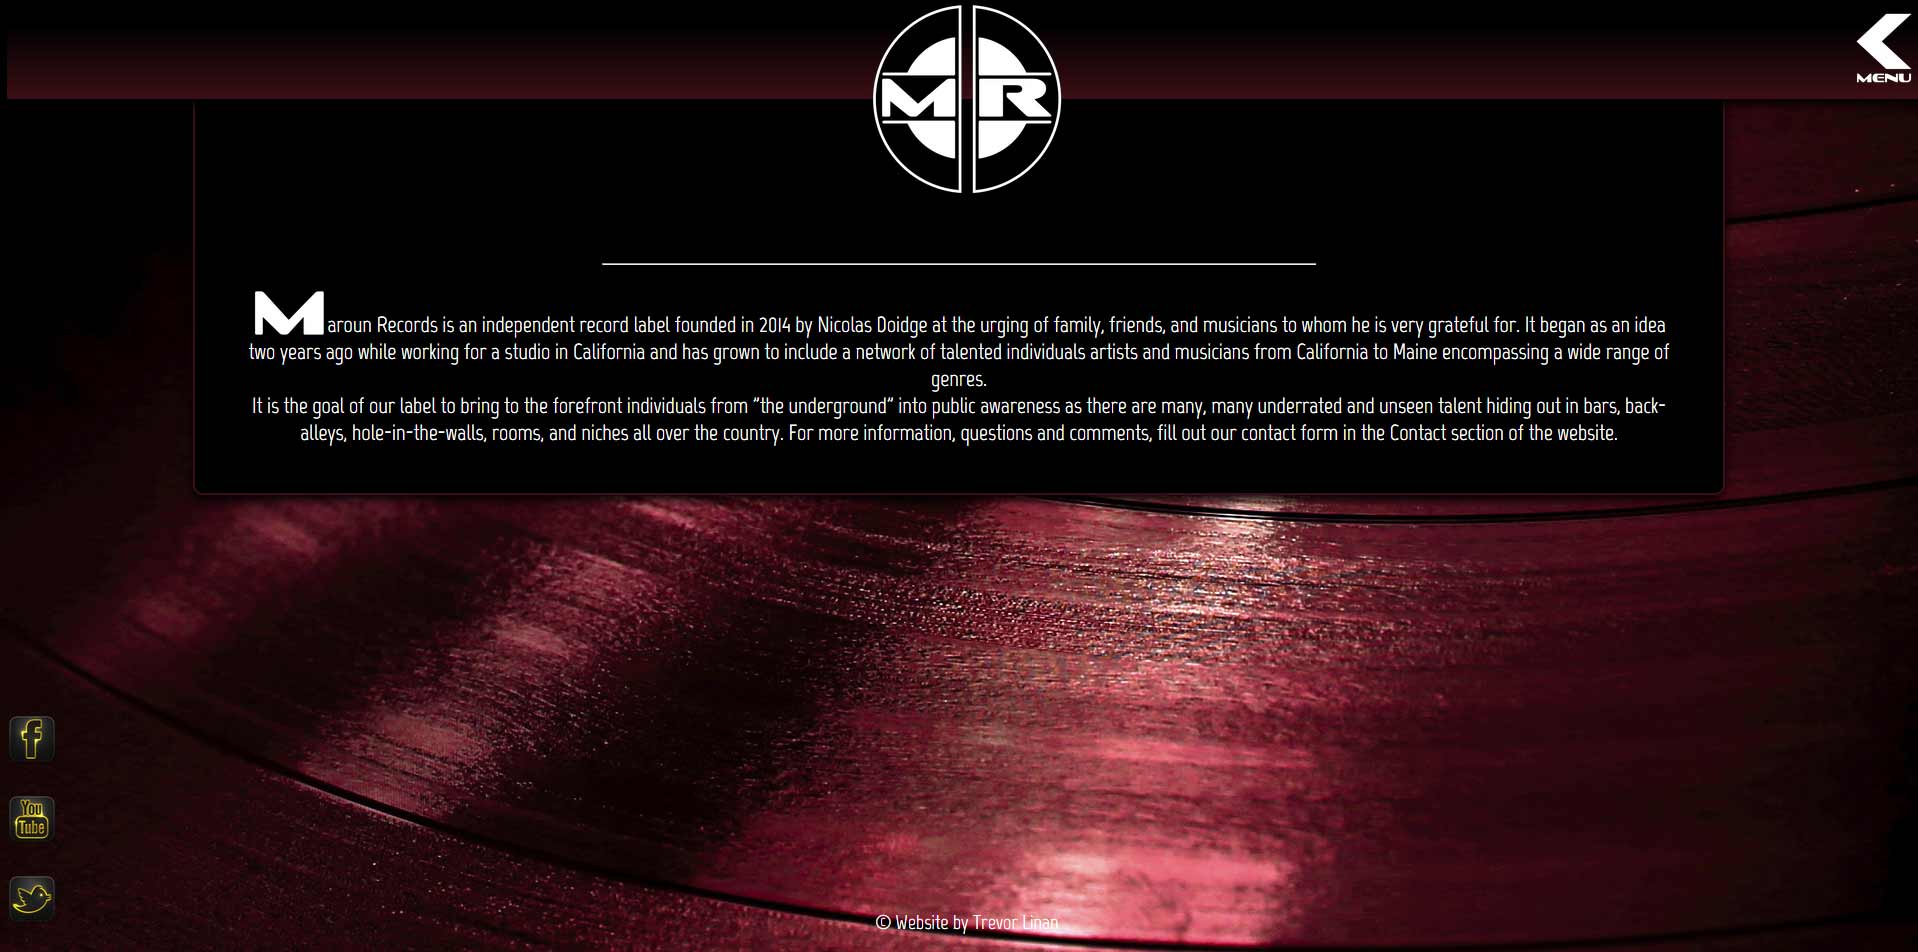 MR
MENU
Maroun Records is an independent record label founded in 2014 by Nicolas Doidge at the urging of family, friends, and musicians to whom he is very grateful for. It began as an idea
two years ago while working for a studio in California and has grown to include a network of talented individuals artists and musicians from California to Maine encompassing a wide range of
genres.
It is the goal of our label to bring to the forefront individuals from "the underground" into public awareness as there are many, many underrated and unseen talent hiding out in bars, back-
alleys, hole-in-the-walls, rooms, and niches all over the country. For more information, questions and comments, fill out our contact form in the Contact section of the website.
f
You
Tube
© Website by Trevor Linan